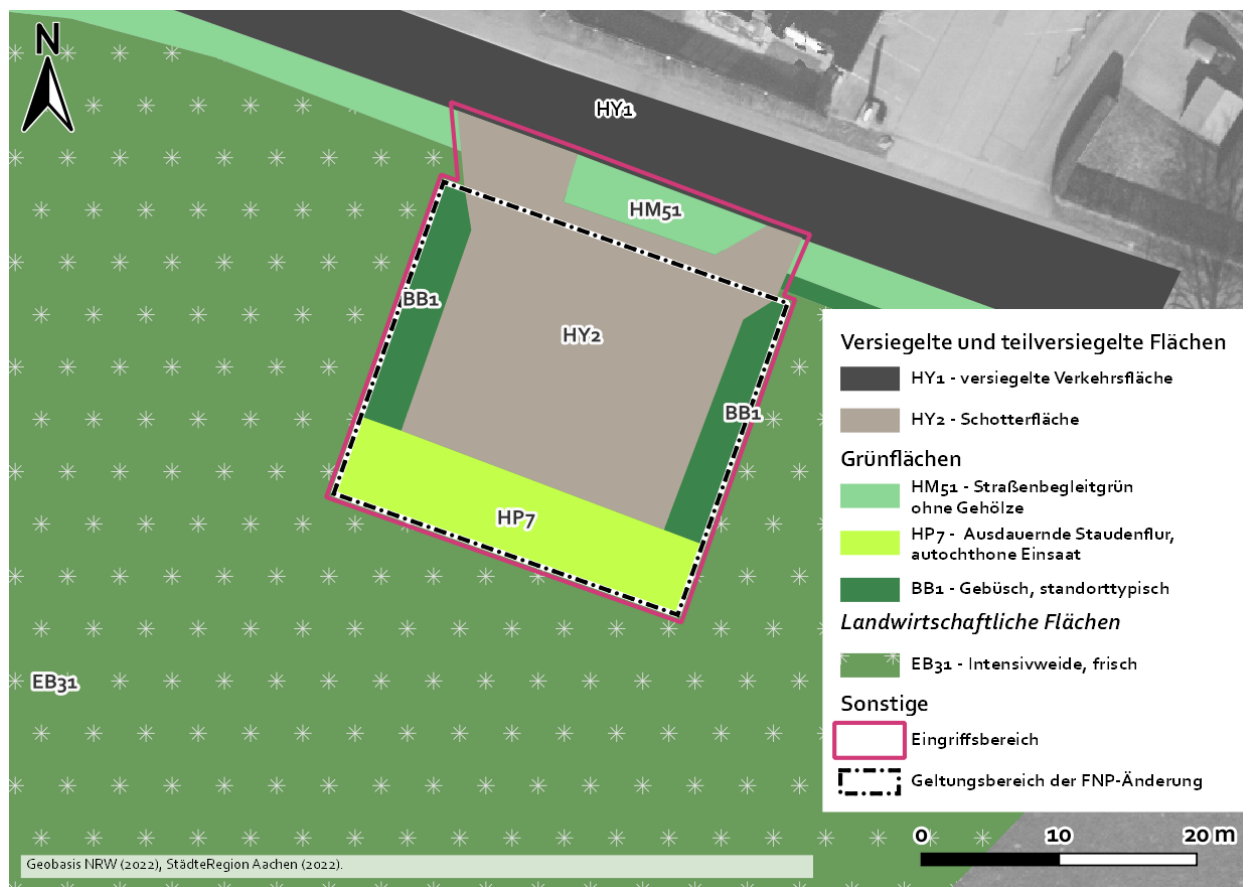 N
HY1
HM51
BB1
HY2
BB1
HP7
EB31
Versiegelte und teilversiegelte Flächen
HY1 - versiegelte Verkehrsfläche
HY2 - Schotterfläche
Grünflächen
HM51 - Straßenbegleitgrün
ohne Gehölze
HP7 - Ausdauernde Staudenflur,
autochthone Einsaat
BB1 - Gebüsch, standorttypisch
Landwirtschaftliche Flächen
EB31 - Intensivweide, frisch
Sonstige
Eingriffsbereich
Geltungsbereich der FNP-Änderung
0 10 20 m
Geobasis NRW (2022), StädteRegion Aachen (2022).